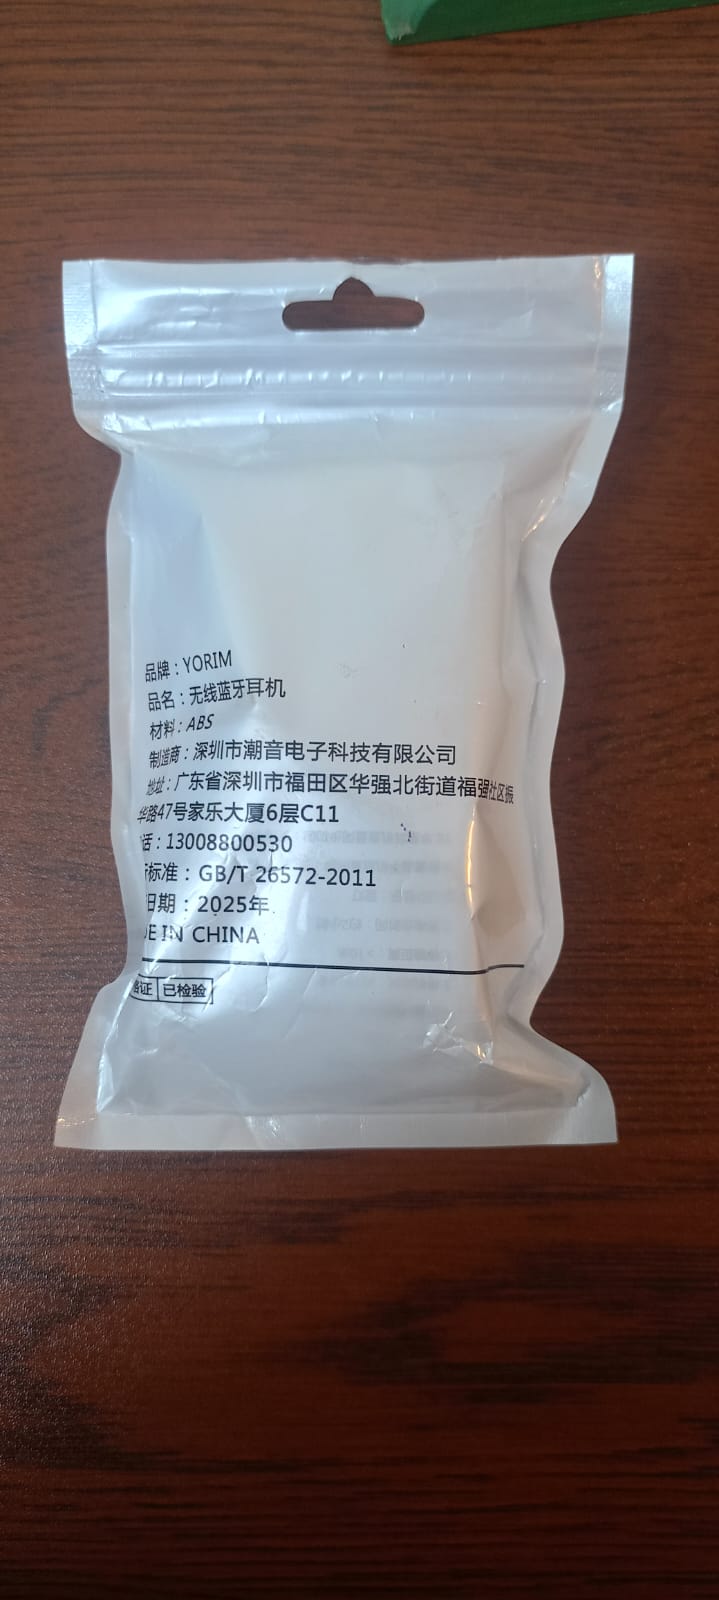 品牌：YORIM
品名：无线蓝牙耳机
材料：ABS
制造商：深圳市潮音电子科技有限公司
地址：广东省深圳市福田区华强北街道福强社区振
华路47号家乐大厦6层C11
话：13008800530
标准：GB/T 26572-2011
日期：2025年
E IN CHINA
格证 已检验